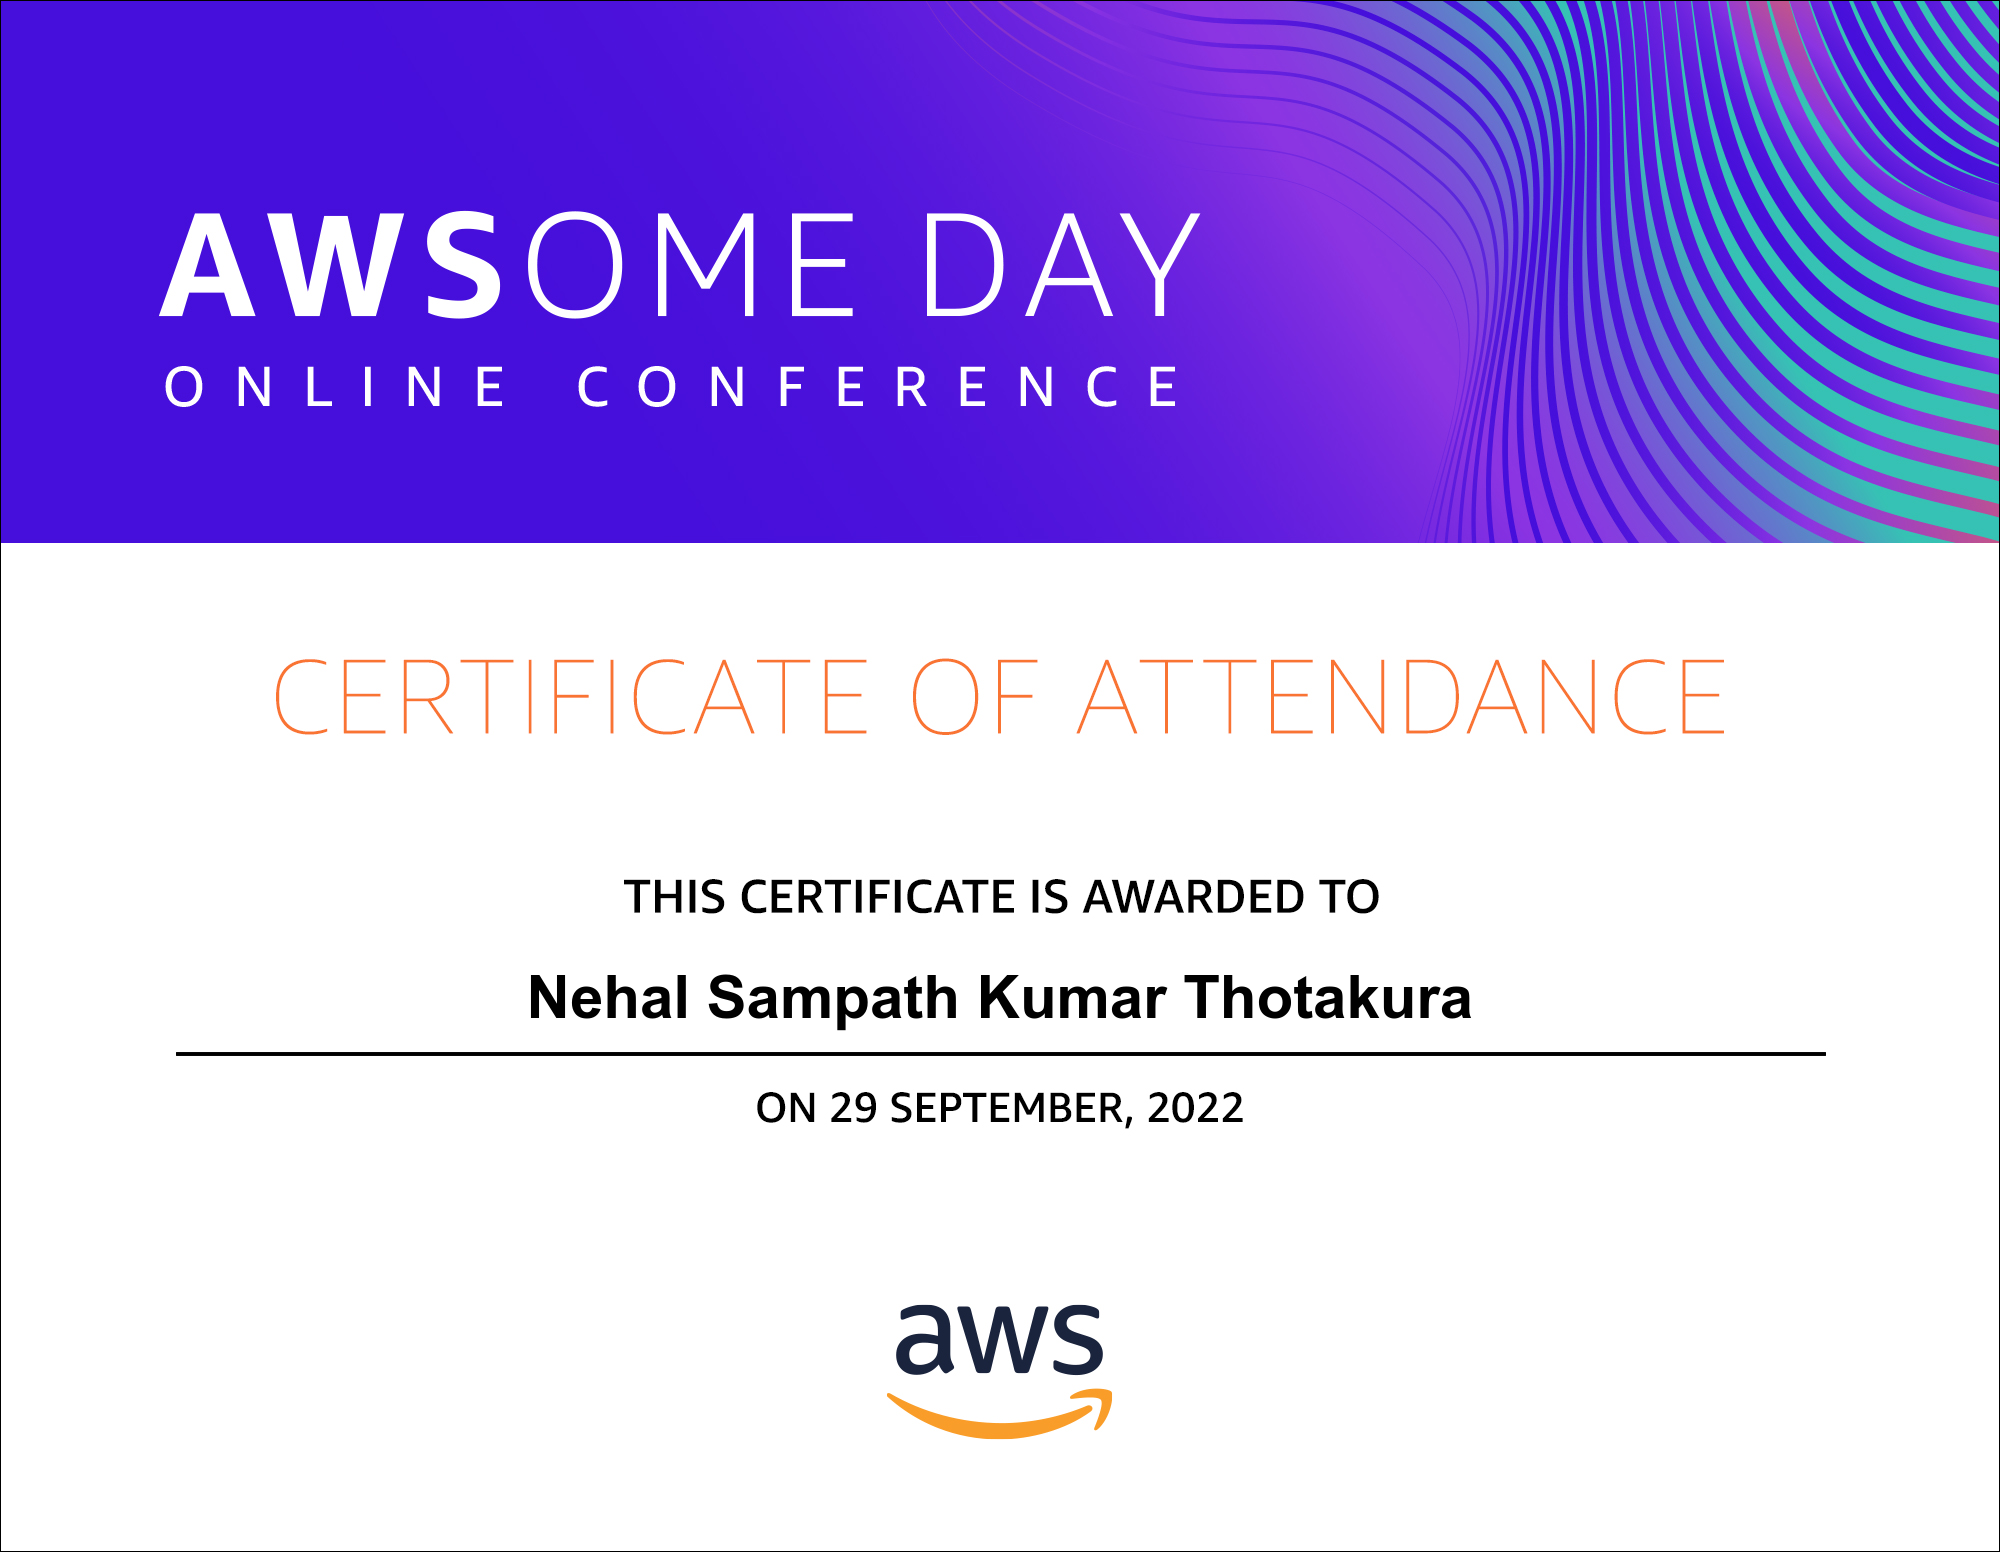 AWSOME DAY
ONLINE CONFERENCE
CERTIFICATE OF ATTENDANCE
THIS CERTIFICATE IS AWARDED TO
Nehal Sampath Kumar Thotakura
ON 29 SEPTEMBER, 2022
aws